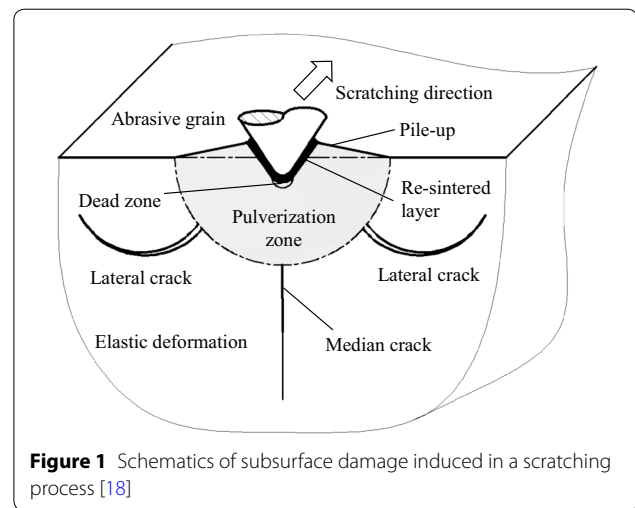 Scratching direction
Abrasive grain
Pile-up
Dead zone
Re-sintered
layer
Pulverization
zone
Lateral crack
Lateral crack
Elastic deformation
Median crack
Figure 1 Schematics of subsurface damage induced in a scratching
process [18]